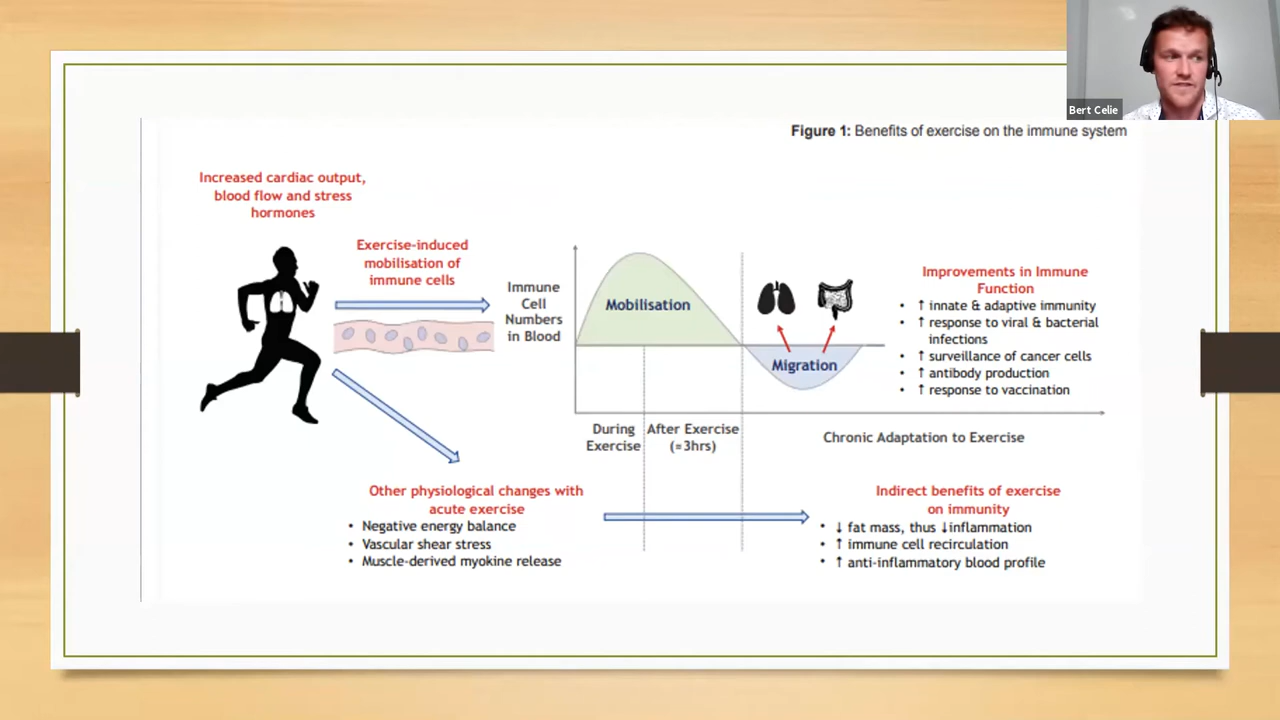 Bert Celie
Figure 1: Benefits of exercise on the immune system
Increased cardiac output,
blood flow and stress
hormones
Exercise-induced
mobilisation of
immune cells
Immune
Cell
Numbers
in Blood
Mobilisation
Migration
During
Exercise
After Exercise
(≈3hrs)
Chronic Adaptation to Exercise
Improvements in Immune
Function
• ↑ innate & adaptive immunity
• ↑ response to viral & bacterial
infections
• ↑ surveillance of cancer cells
• ↑ antibody production
• ↑ response to vaccination
Other physiological changes with
acute exercise
• Negative energy balance
• Vascular shear stress
• Muscle-derived myokine release
Indirect benefits of exercise
on immunity
• ↓ fat mass, thus ↓inflammation
• ↑ immune cell recirculation
• ↑ anti-inflammatory blood profile